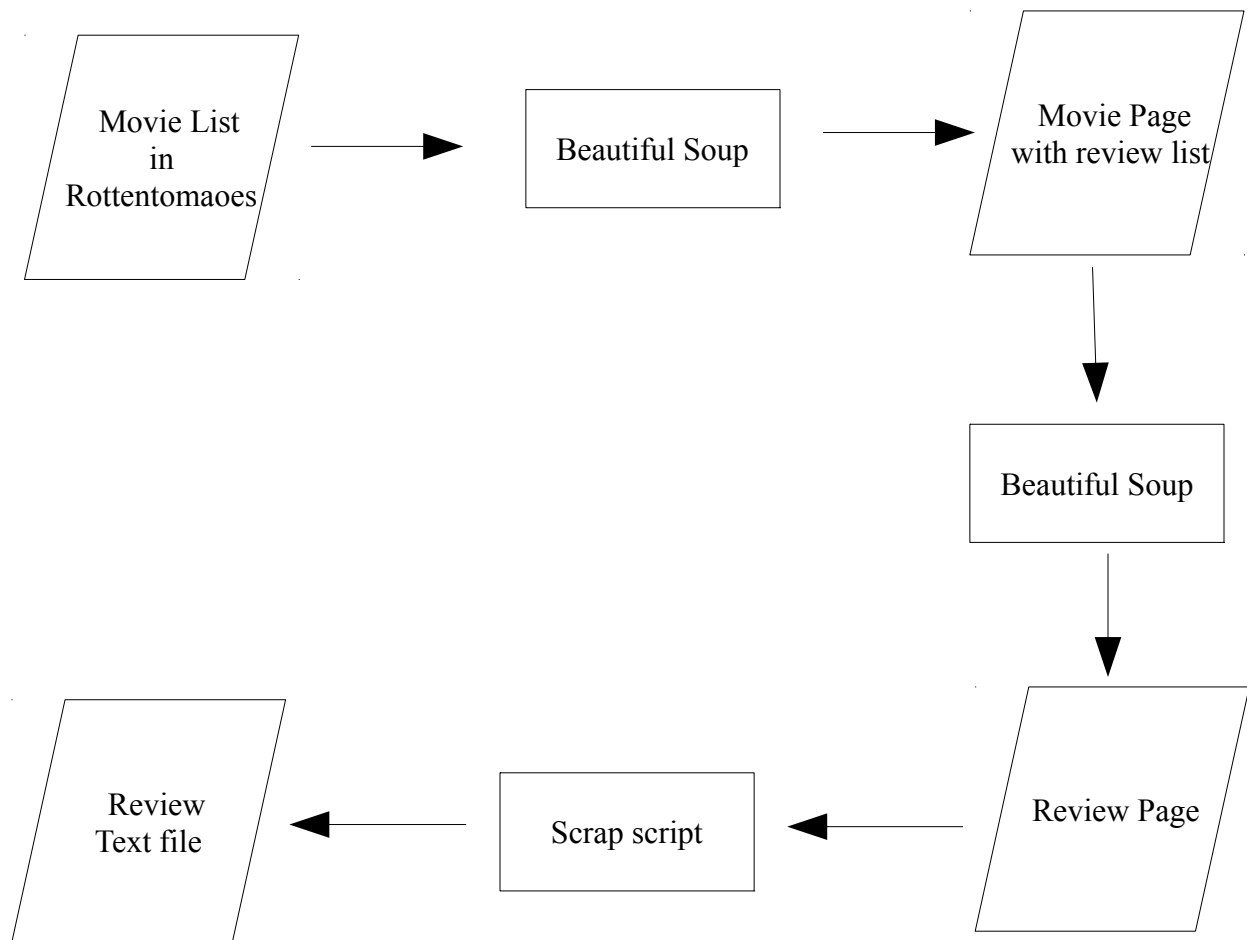 Movie List
in
Rottentomaoes
Beautiful Soup
Movie Page
with review list
Beautiful Soup
Review Page
Scrap script
Review
Text file